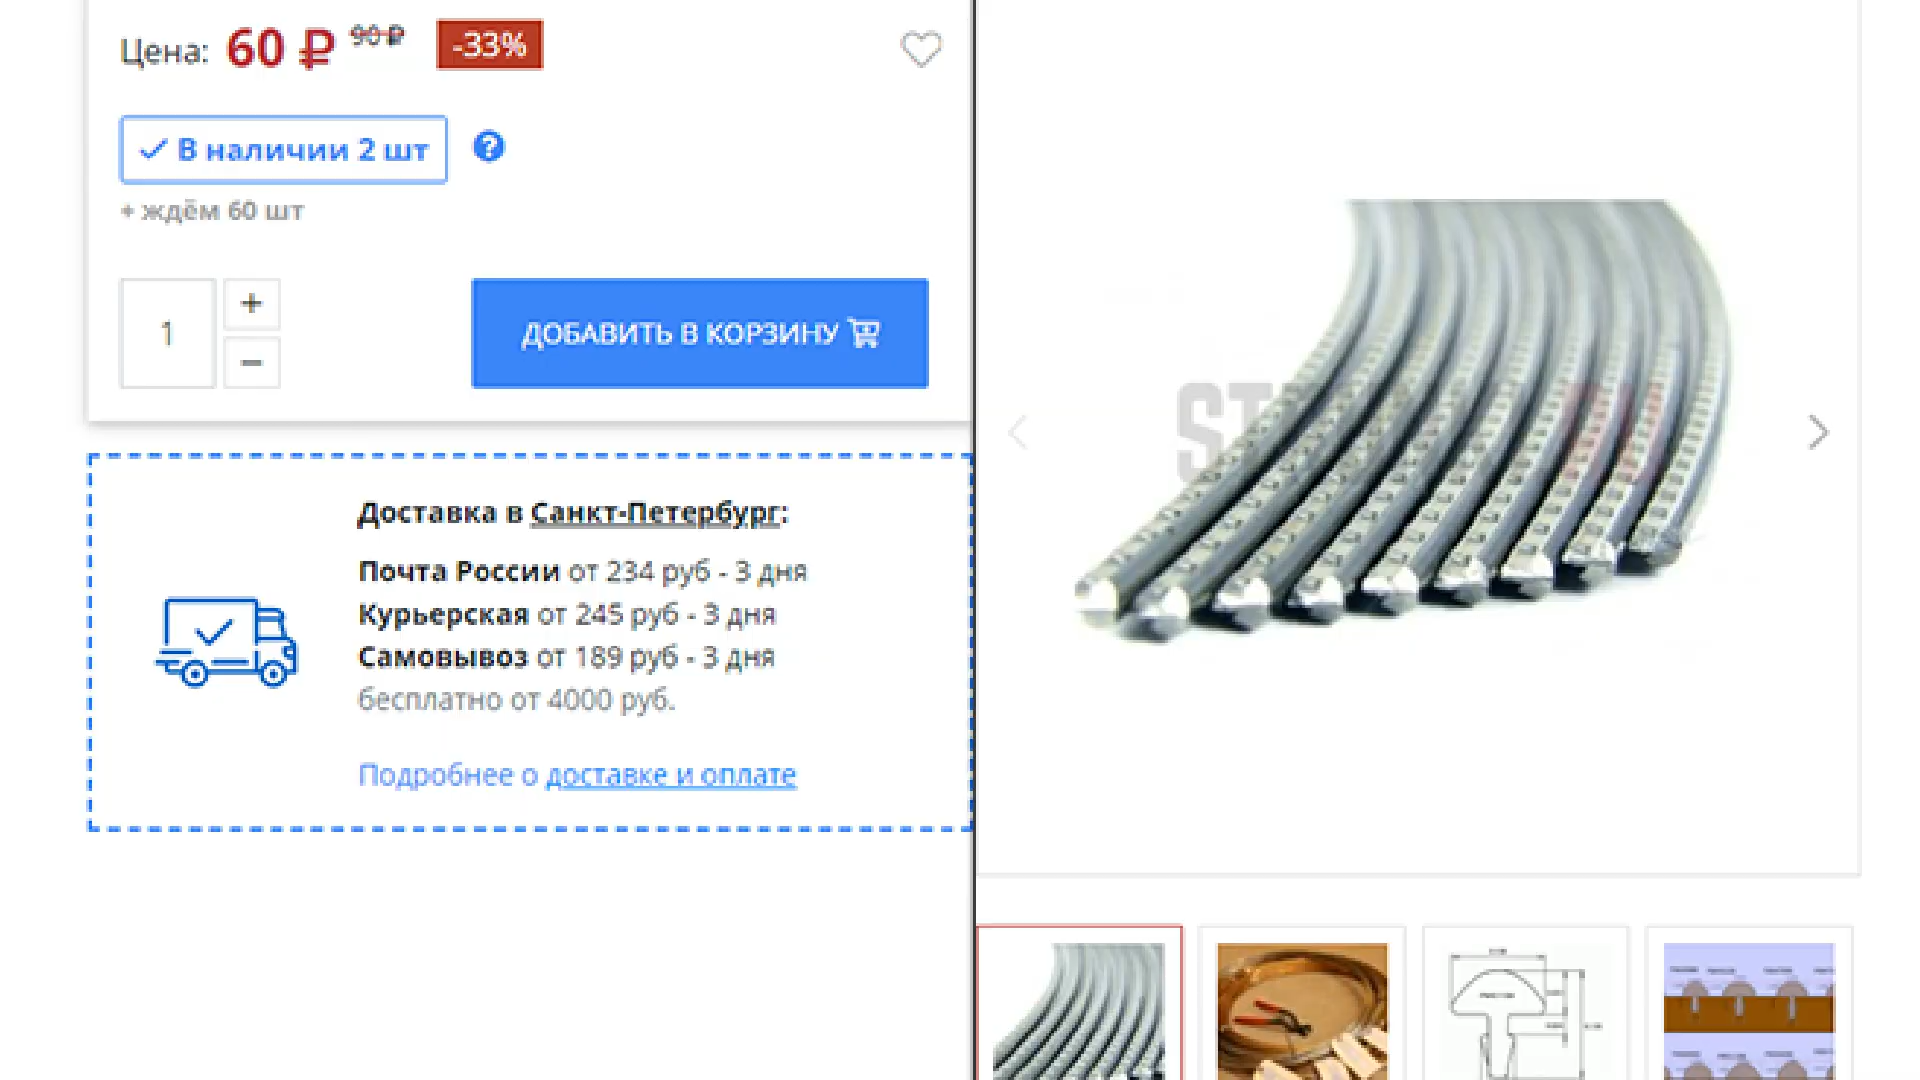 Цена: 60 ₽ 90 ₽ -33%
В наличии 2 шт ?
+ ждём 60 шт
1 + −
ДОБАВИТЬ В КОРЗИНУ
Доставка в Санкт-Петербург:
Почта России от 234 руб - 3 дня
Курьерская от 245 руб - 3 дня
Самовывоз от 189 руб - 3 дня
бесплатно от 4000 руб.
Подробнее о доставке и оплате